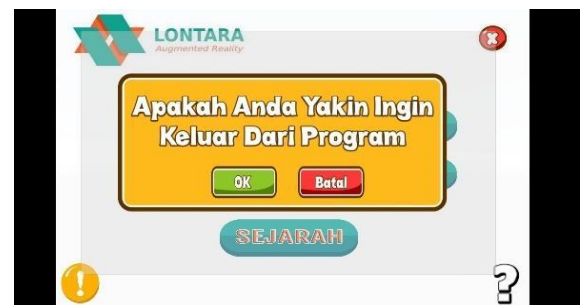 LONTARA
Augmented Reality
Apakah Anda Yakin Ingin
Keluar Dari Program
OK
Batal
SEJARAH
!
?